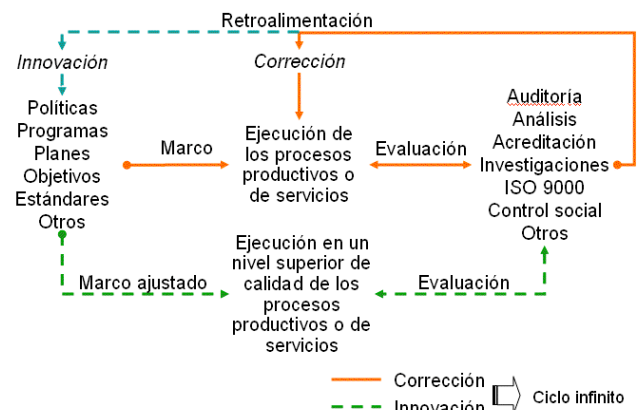 Retroalimentación
Innovación
Corrección
Políticas
Programas
Planes
Objetivos
Estándares
Otros
Marco
Ejecución de
los procesos
productivos o
de servicios
Evaluación
Auditoría
Análisis
Acreditación
Investigaciones
ISO 9000
Control social
Otros
Marco ajustado
Ejecución en un
nivel superior de
calidad de los
procesos
productivos o de
servicios
Evaluación
Corrección
Innovación
Ciclo infinito